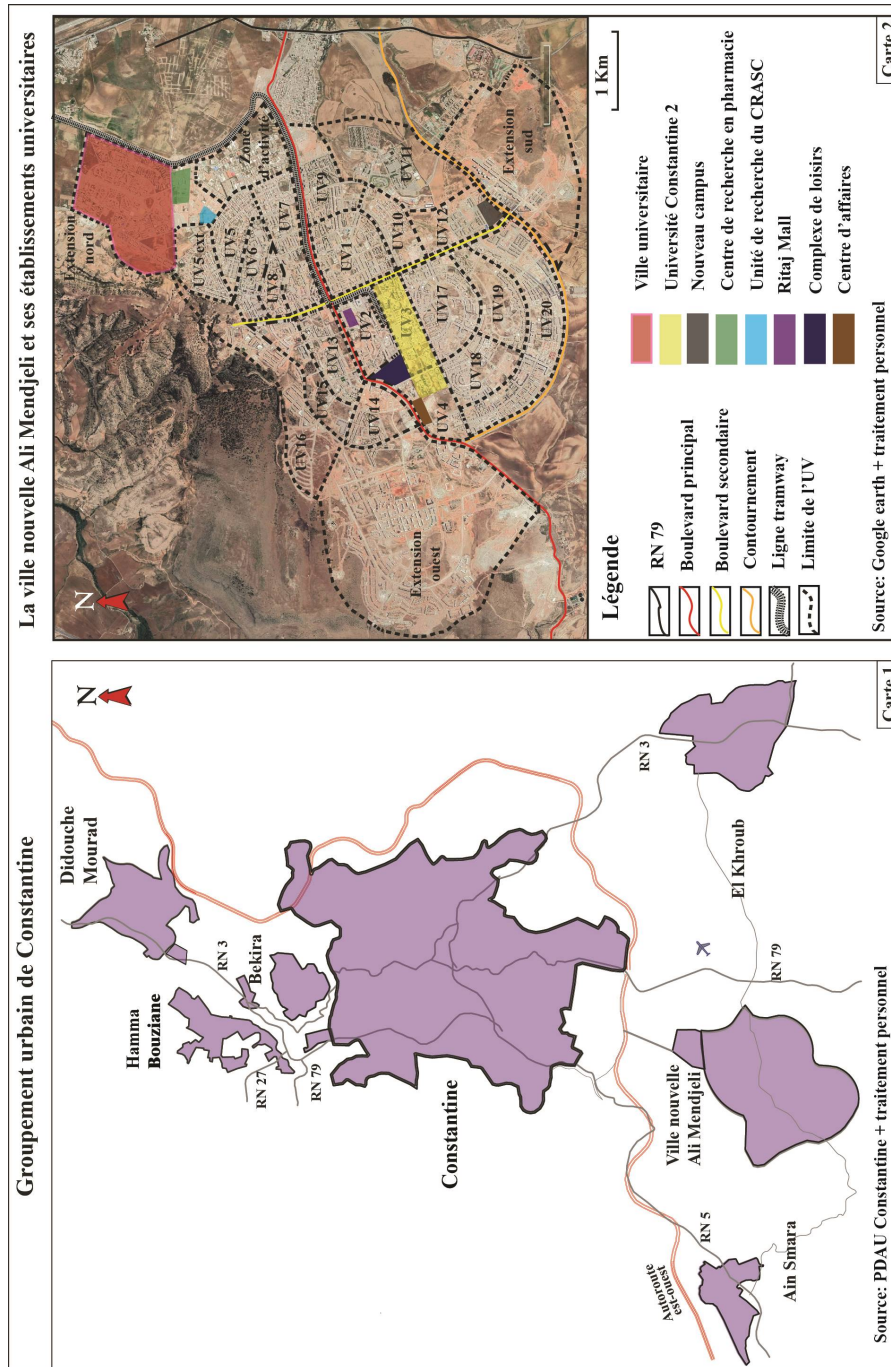 Groupement urbain de Constantine
N
Didouche
Mourad
Hamma
Bouziane
RN 3
Bekira
RN 27
RN 79
Constantine
RN 3
Autoroute
est-ouest
RN 5
Ville nouvelle
Ali Mendjeli
El Khroub
RN 79
Ain Smara
Source: PDAU Constantine + traitement personnel
Carte 1
La ville nouvelle Ali Mendjeli et ses établissements universitaires
N
Extension
nord
Zone
d'activité
UV5 ext
UV5
UV6
UV7
UV8
UV9
UV1
UV10
UV11
UV12
UV13
UV2
UV15
UV16
UV14
UV3
UV17
UV4
UV18
UV19
UV20
Extension
ouest
Extension
sud
1 Km
Légende
RN 79
Boulevard principal
Boulevard secondaire
Contournement
Ligne tramway
Limite de l'UV
Ville universitaire
Université Constantine 2
Nouveau campus
Centre de recherche en pharmacie
Unité de recherche du CRASC
Ritaj Mall
Complexe de loisirs
Centre d'affaires
Source: Google earth + traitement personnel
Carte 2